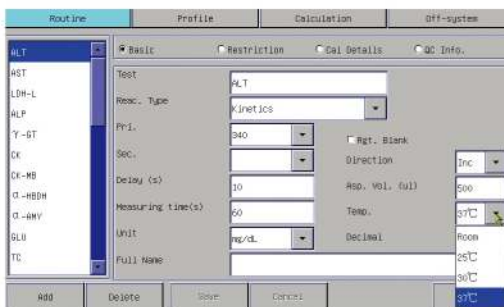 Routine Profile Calculation Off-system
Basic Restriction Cal Details QC Info.
ALT
AST
LDH-L
ALP
γ-GT
CK
CK-MB
α-HBDH
α-AMY
GLU
TC
Test ALT
Reac. Type Kinetics
Pri. 340 Rgt. Blank
Sec. Direction Inc
Delay (s) 10 Asp. Vol. (ul) 500
Measuring time(s) 60 Temp. 37℃
Unit mg/dL Decimal
Full Name
Room
25℃
30℃
37℃
Add Delete Save Cancel